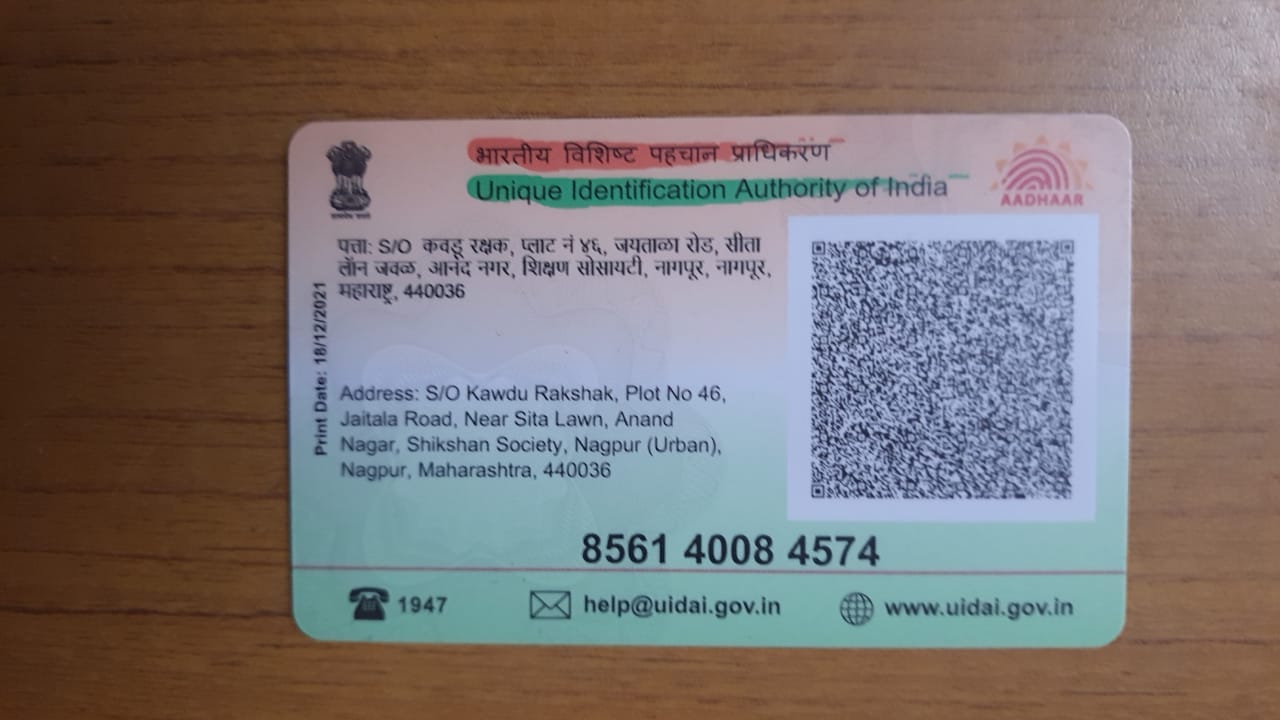 भारतीय विशिष्ट पहचान प्राधिकरण
Unique Identification Authority of India
AADHAAR
पत्ता: S/O कवडू रक्षक, प्लाट नं ४६, जयताळा रोड, सीता
लॉन जवळ, आनंद नगर, शिक्षण सोसायटी, नागपूर, नागपूर,
महाराष्ट्र, 440036
Print Date: 18/12/2021
Address: S/O Kawdu Rakshak, Plot No 46,
Jaitala Road, Near Sita Lawn, Anand
Nagar, Shikshan Society, Nagpur (Urban),
Nagpur, Maharashtra, 440036
8561 4008 4574
1947
help@uidai.gov.in
www.uidai.gov.in